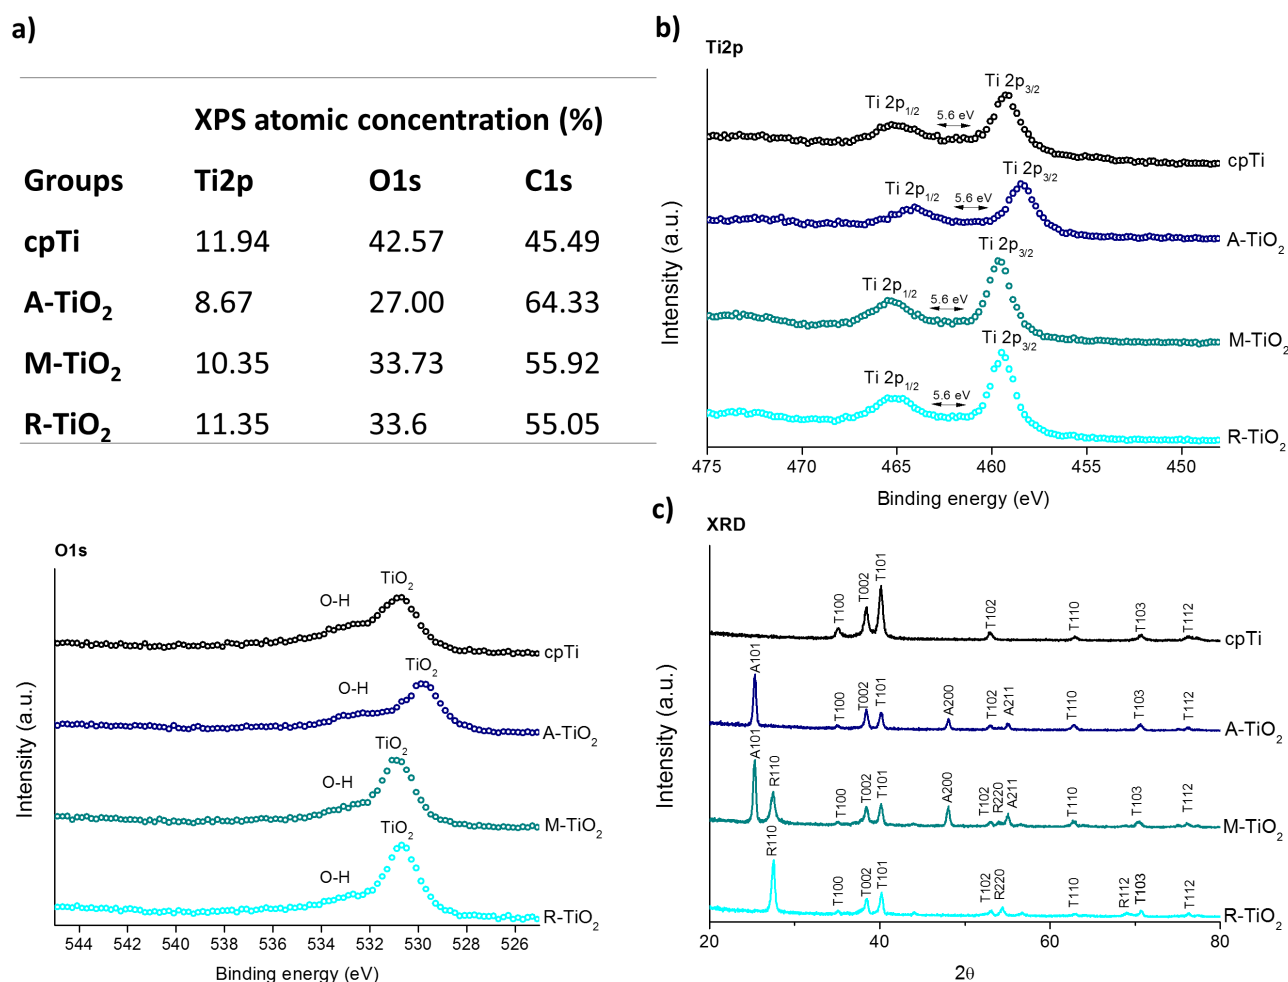 a)
XPS atomic concentration (%)
Groups Ti2p O1s C1s
cpTi 11.94 42.57 45.49
A-TiO2 8.67 27.00 64.33
M-TiO2 10.35 33.73 55.92
R-TiO2 11.35 33.6 55.05
b)
Ti2p
Ti 2p1/2 5.6 eV Ti 2p3/2 cpTi
Ti 2p1/2 5.6 eV Ti 2p3/2 A-TiO2
Ti 2p1/2 5.6 eV Ti 2p3/2 M-TiO2
Ti 2p1/2 5.6 eV Ti 2p3/2 R-TiO2
Intensity (a.u.)
475 470 465 460 455 450
Binding energy (eV)
O1s
O-H TiO2 cpTi
O-H TiO2 A-TiO2
O-H TiO2 M-TiO2
O-H TiO2 R-TiO2
Intensity (a.u.)
544 542 540 538 536 534 532 530 528 526
Binding energy (eV)
c)
XRD
T100 T002 T101 T102 T110 T103 T112 cpTi
A101 T100 T002 T101 A200 T102 A211 T110 T103 T112 A-TiO2
A101 R110 T100 T002 T101 A200 T102 R220 A211 T110 T103 T112 M-TiO2
R110 T100 T002 T101 T102 R220 T110 R112 T103 T112 R-TiO2
Intensity (a.u.)
20 40 60 80
2θ